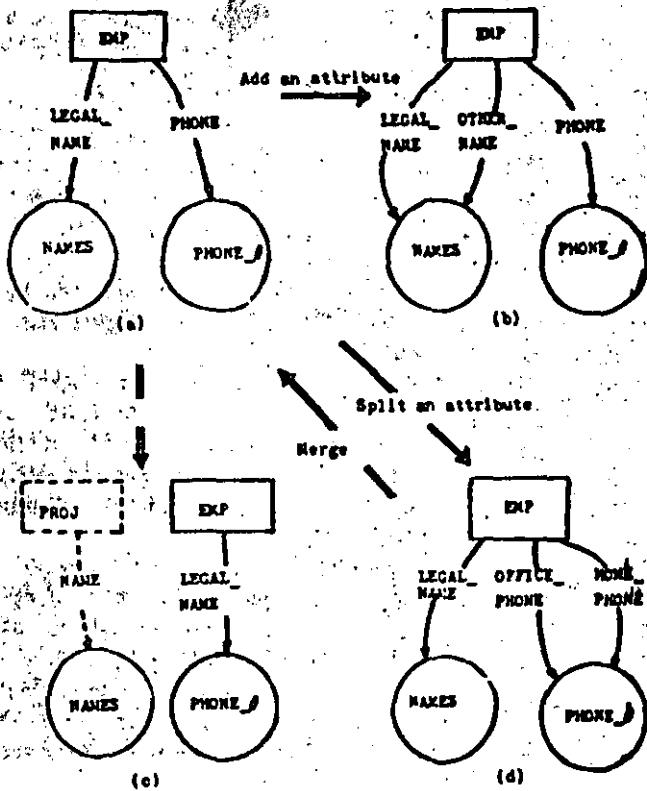 EMP
EMP
Add an attribute
LEGAL_
NAME
PHONE
LEGAL_
NAME
OTHER_
NAME
PHONE
NAMES
PHONE_#
NAMES
PHONE_#
(a)
(b)
Split an attribute
Merge
PROJ
EMP
EMP
NAME
LEGAL_
NAME
LEGAL_
NAME
OFFICE_
PHONE
HOME_
PHONE
NAMES
PHONE_#
NAMES
PHONE_#
(c)
(d)